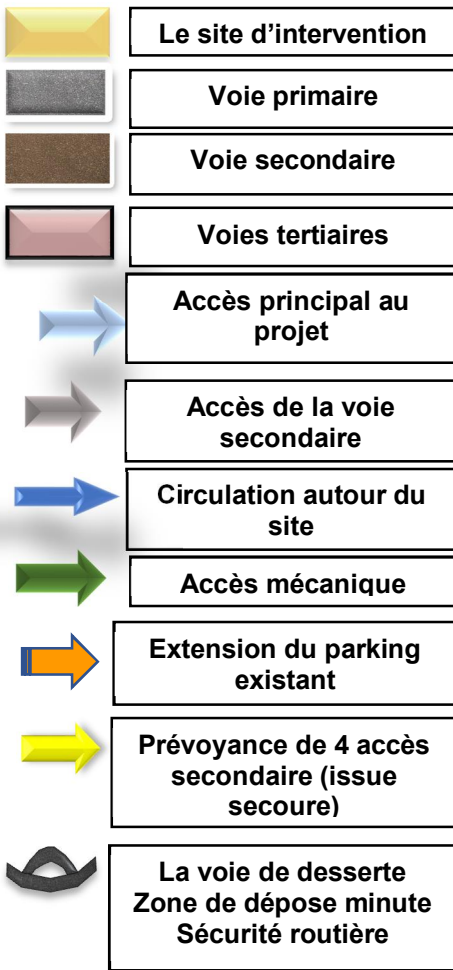 Le site d’intervention
Voie primaire
Voie secondaire
Voies tertiaires
Accès principal au
projet
Accès de la voie
secondaire
Circulation autour du
site
Accès mécanique
Extension du parking
existant
Prévoyance de 4 accès
secondaire (issue
secoure)
La voie de desserte
Zone de dépose minute
Sécurité routière